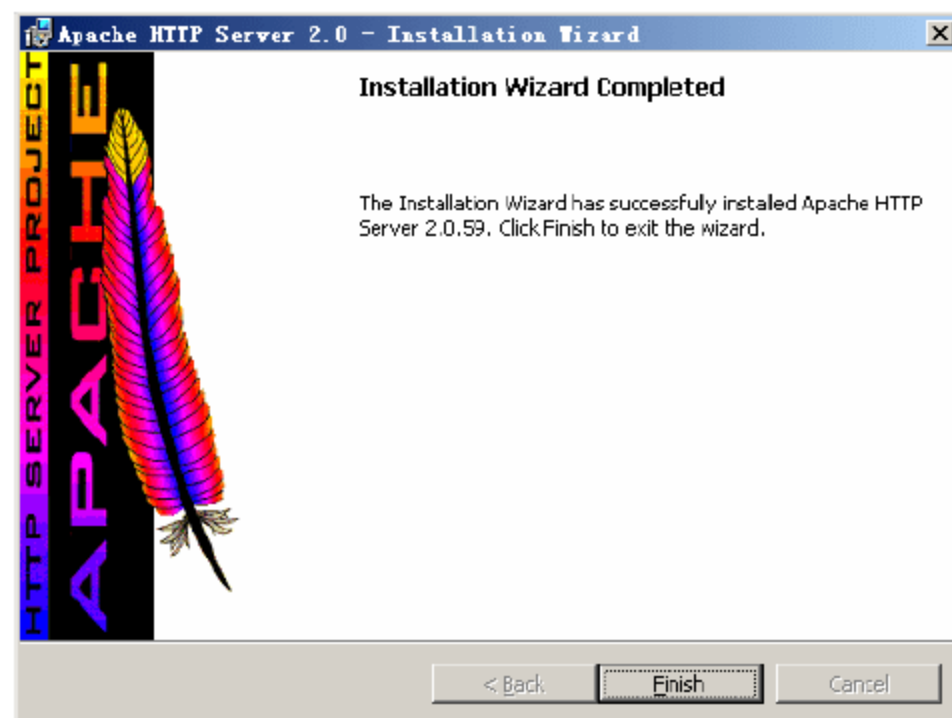 Apache HTTP Server 2.0 - Installation Wizard
HTTP SERVER PROJECT
APACHE
Installation Wizard Completed
The Installation Wizard has successfully installed Apache HTTP
Server 2.0.59. Click Finish to exit the wizard.
< Back
Finish
Cancel